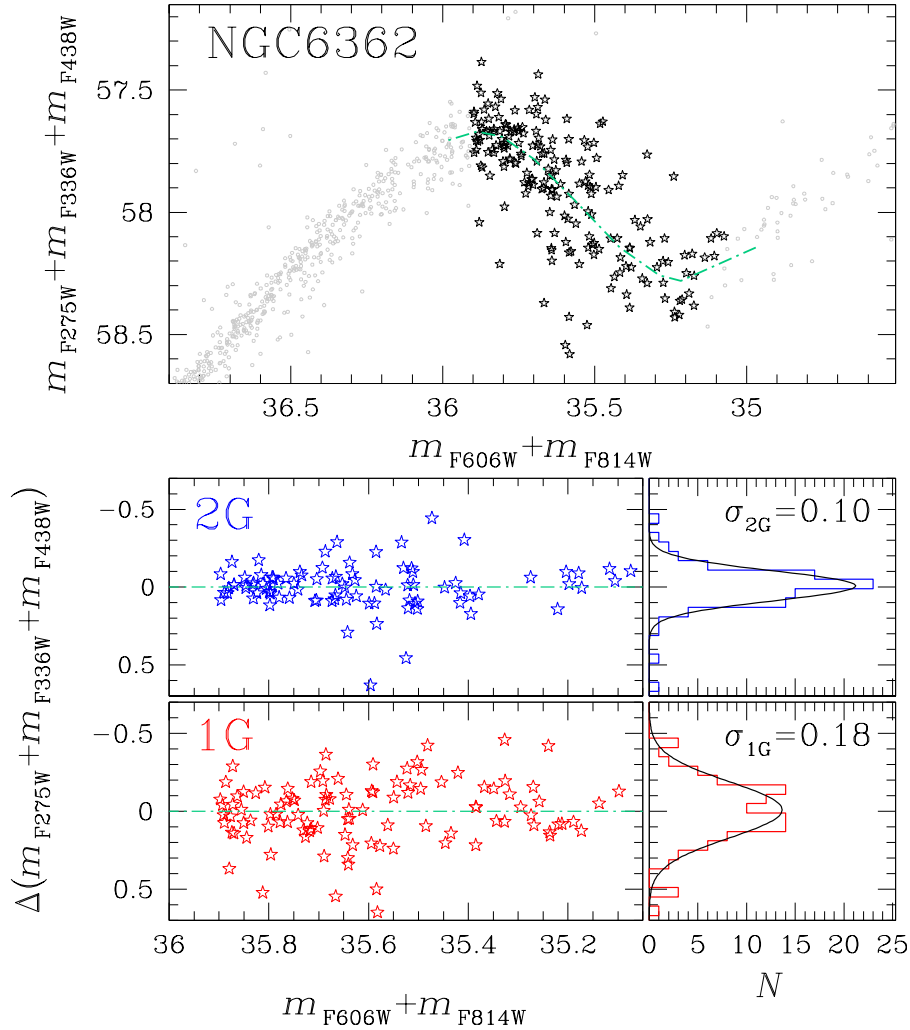 NGC6362
m_F275W+m_F336W+m_F438W
57.5
58
58.5
36.5
36
35.5
35
m_F606W+m_F814W
Δ(m_F275W+m_F336W+m_F438W)
2G
−0.5
0
0.5
σ_2G=0.10
1G
−0.5
0
0.5
σ_1G=0.18
36
35.8
35.6
35.4
35.2
0
5
10
15
20
25
m_F606W+m_F814W
N